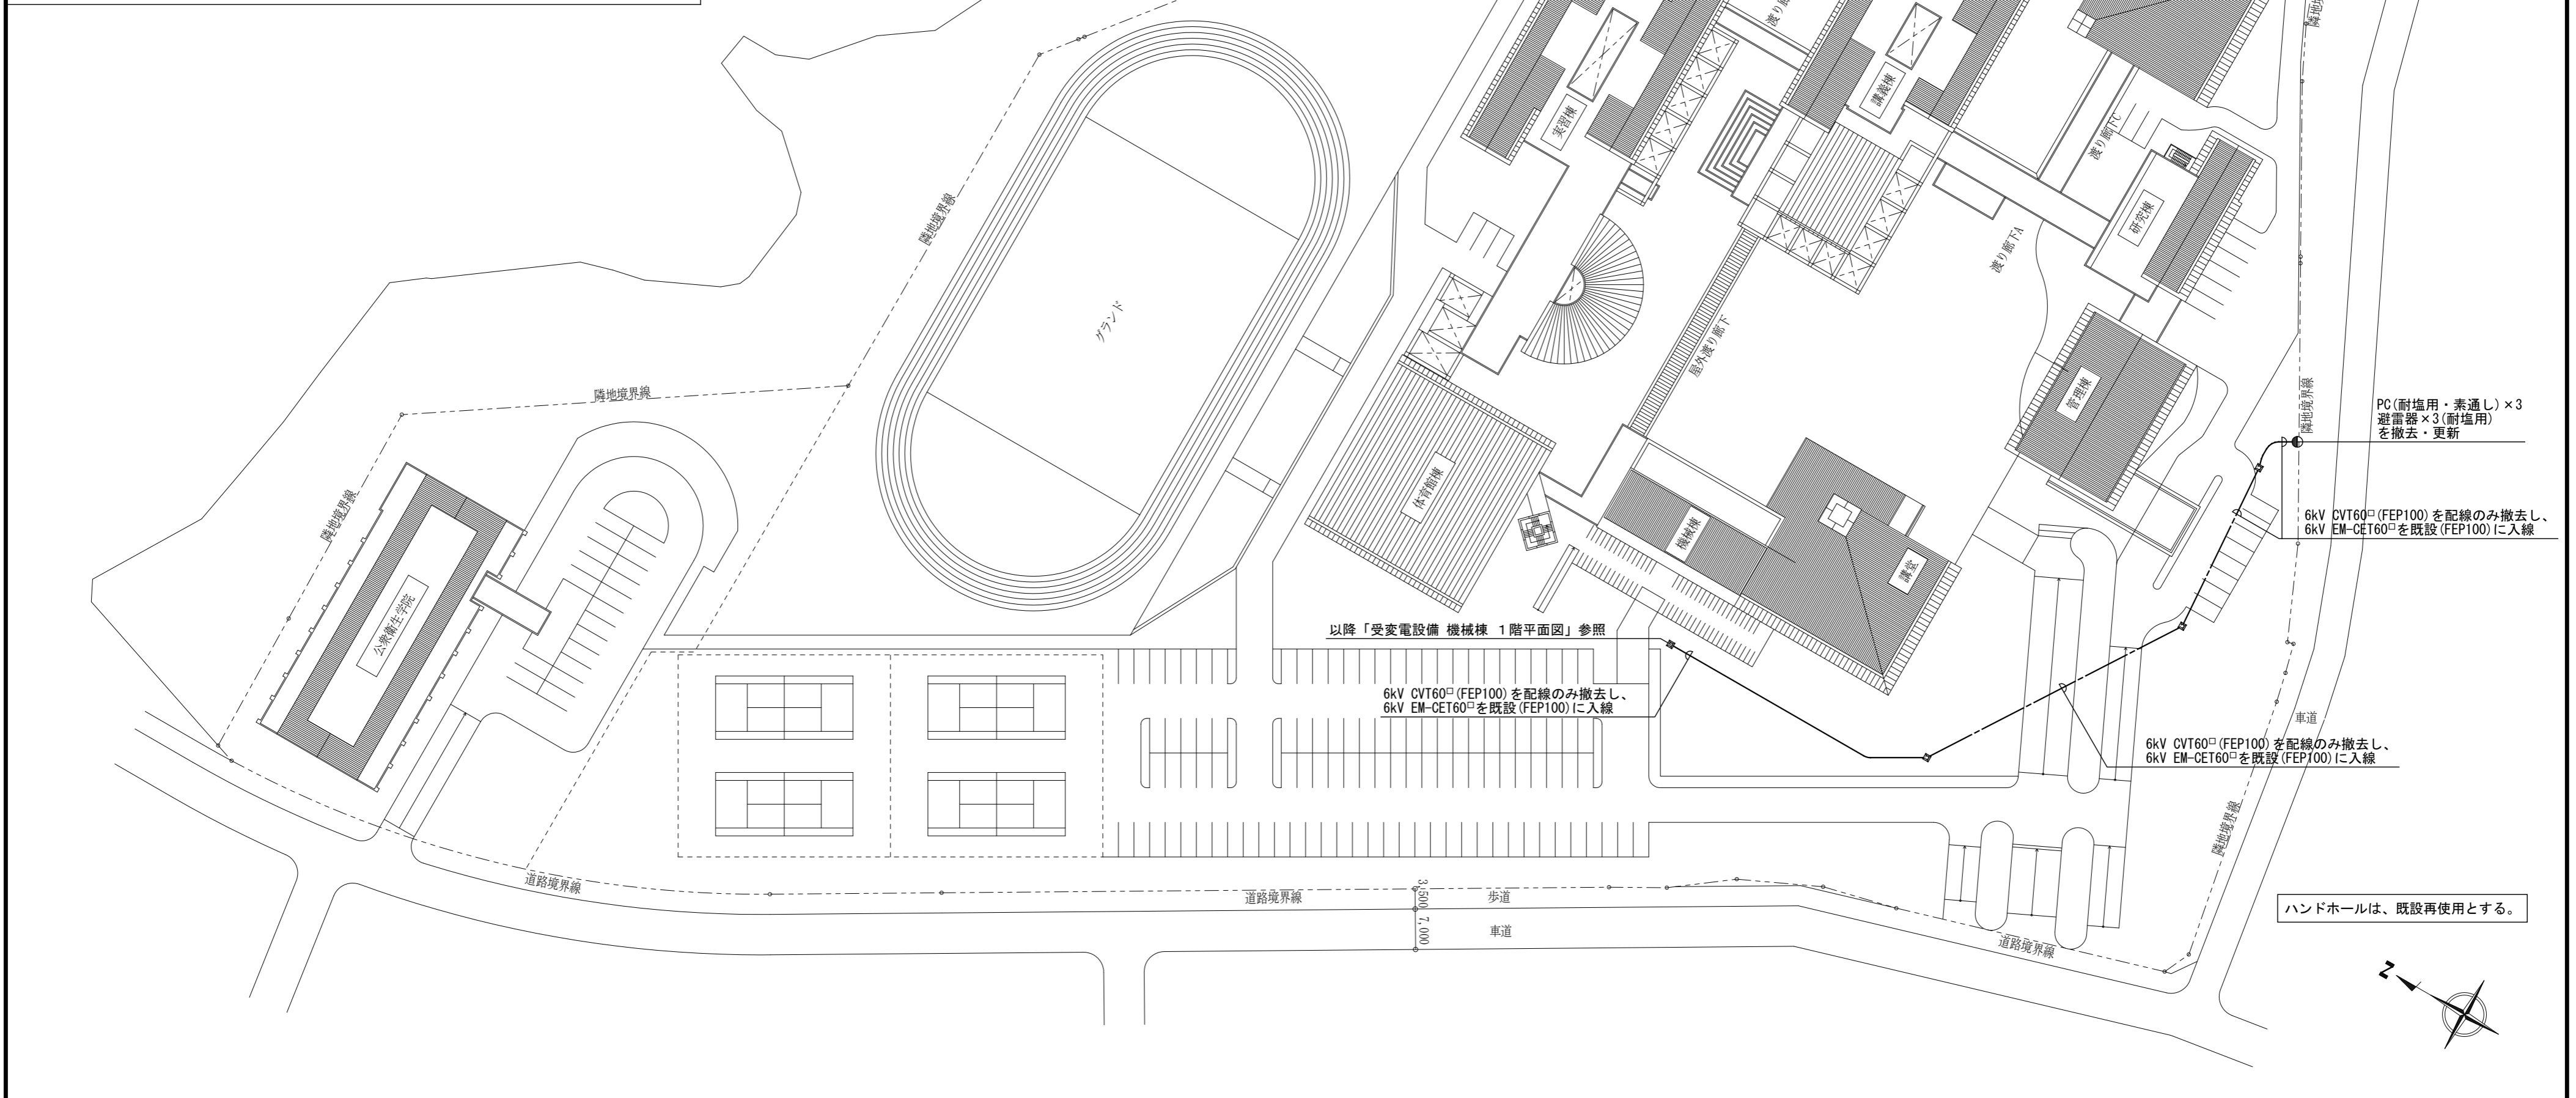 隣地境
渡り廊
実習棟
講義棟
渡り廊下C
研究棟
隣地境界線
グランド
渡り廊下A
屋外渡り廊下
管理棟
隣地境界線
隣地境界線
PC(耐塩用・素通し)×3
避雷器×3(耐塩用)
を撤去・更新
体育館棟
機械棟
講堂
隣地境界線
6kV CVT60□(FEP100)を配線のみ撤去し、
6kV EM-CET60□を既設(FEP100)に入線
公衆衛生学院
以降「受変電設備 機械棟 1階平面図」参照
6kV CVT60□(FEP100)を配線のみ撤去し、
6kV EM-CET60□を既設(FEP100)に入線
車道
6kV CVT60□(FEP100)を配線のみ撤去し、
6kV EM-CET60□を既設(FEP100)に入線
隣地境界線
道路境界線
道路境界線
3,500
歩道
7,000
車道
道路境界線
ハンドホールは、既設再使用とする。
Z